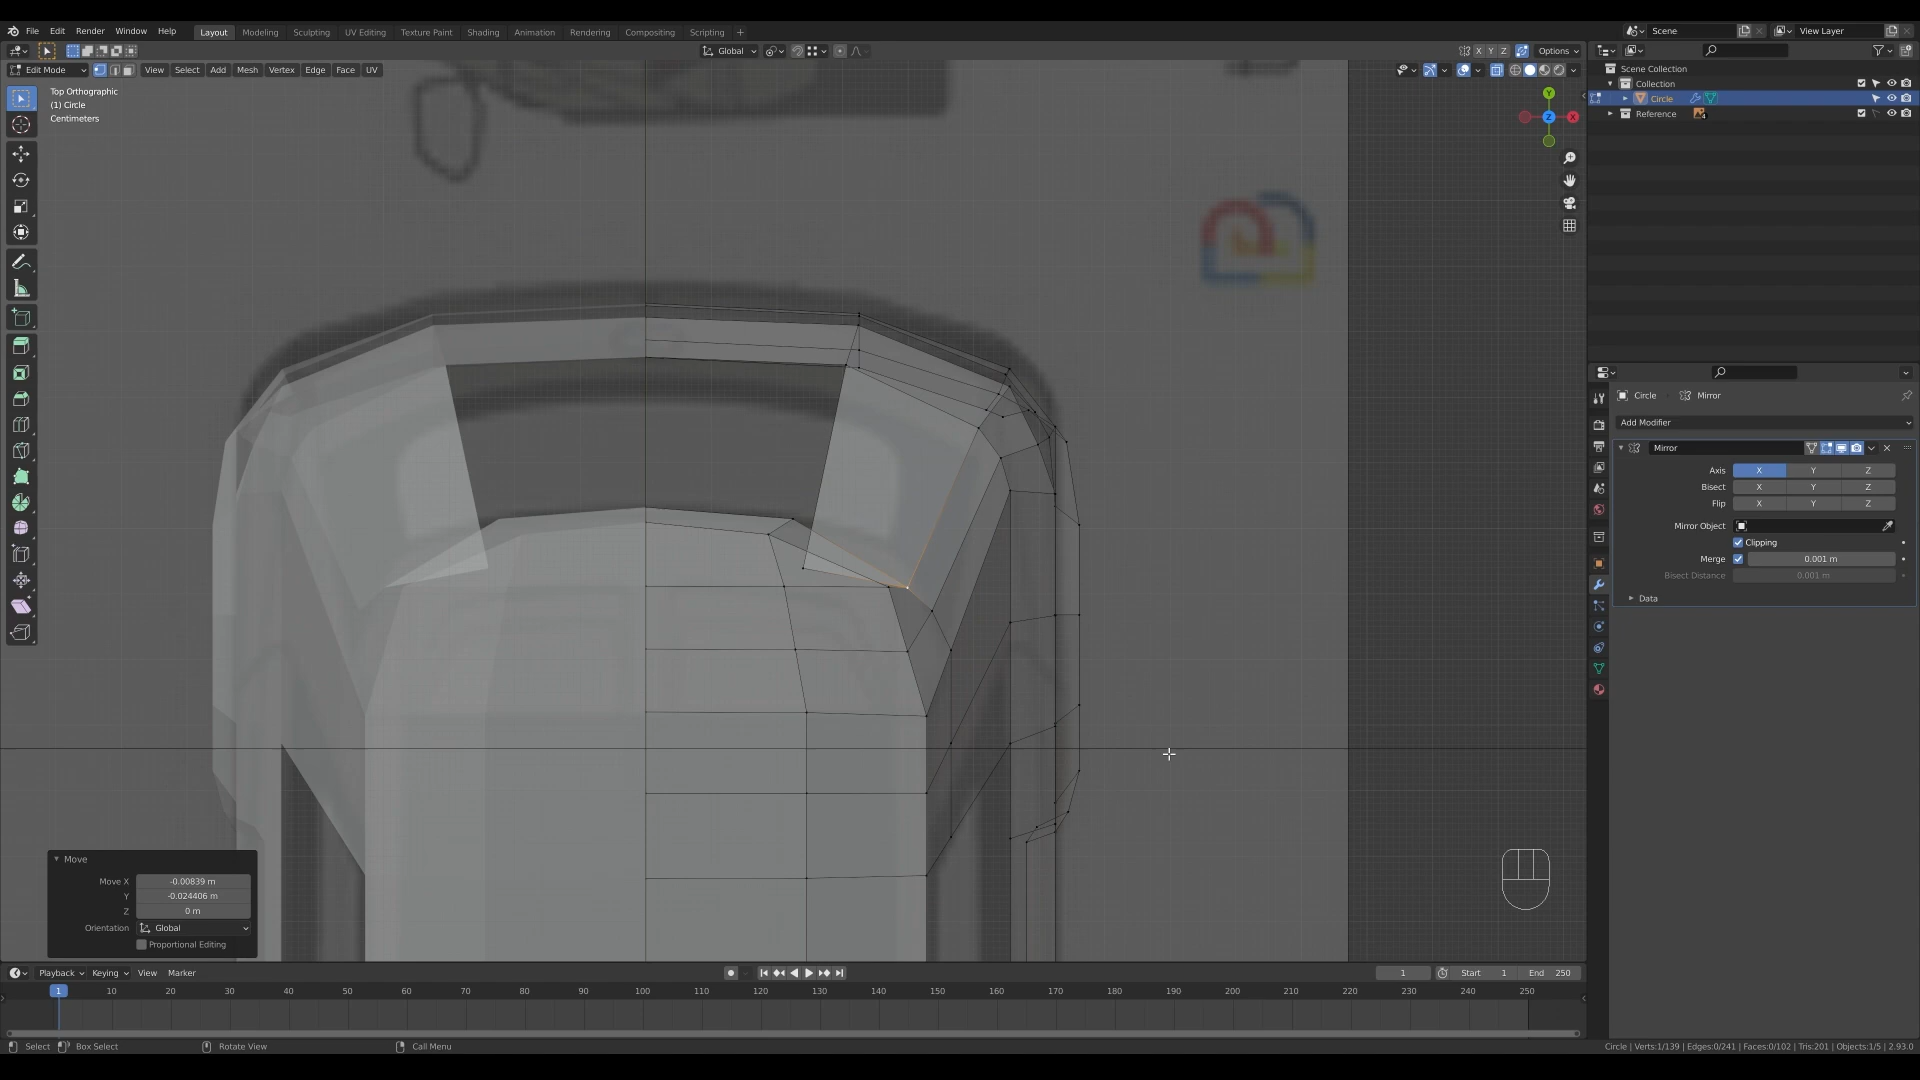 File Edit Render Window Help Layout Modeling Sculpting UV Editing Texture Paint Shading Animation Rendering Compositing Scripting + Scene View Layer
Global X Y Z Options
Edit Mode View Select Add Mesh Vertex Edge Face UV
Top Orthographic
(1) Circle
Centimeters
Y
Z
X
Scene Collection
Collection
Circle
Reference
Circle Mirror
Add Modifier
Mirror
Axis X Y Z
Bisect X Y Z
Flip X Y Z
Mirror Object
Clipping
Merge 0.001 m
Bisect Distance 0.001 m
Data
Move
Move X -0.00839 m
Y -0.024406 m
Z 0 m
Orientation Global
Proportional Editing
Playback Keying View Marker 1 Start 1 End 250
1 10 20 30 40 50 60 70 80 90 100 110 120 130 140 150 160 170 180 190 200 210 220 230 240 250
Select Box Select Rotate View Call Menu Circle | Verts:1/139 | Edges:0/241 | Faces:0/102 | Tris:201 | Objects:1/5 | 2.93.0